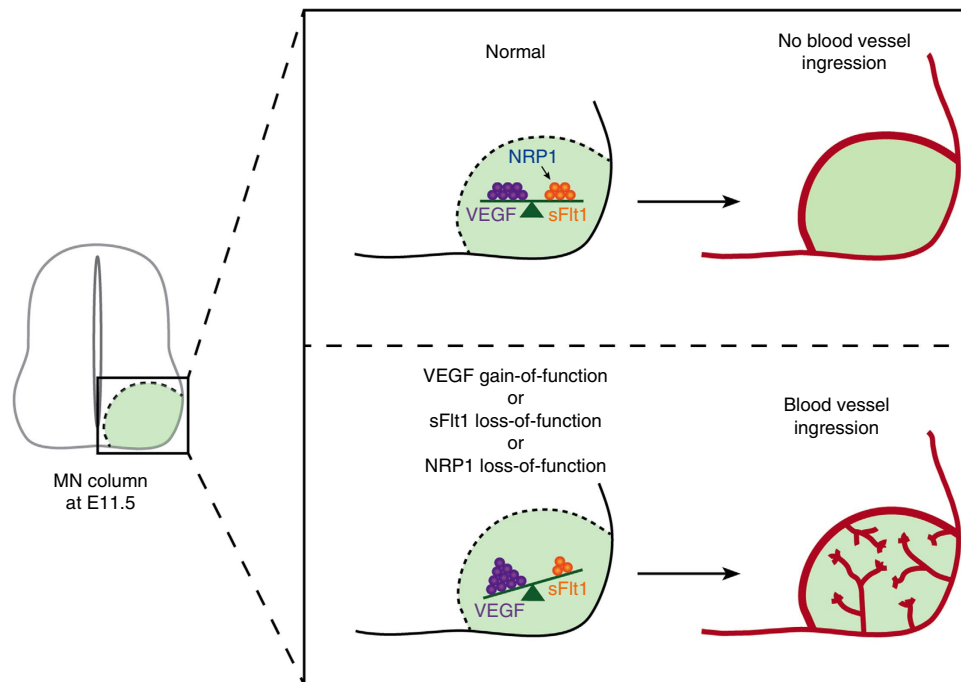 Normal
No blood vessel
ingression
NRP1
VEGF
sFlt1
MN column
at E11.5
VEGF gain-of-function
or
sFlt1 loss-of-function
or
NRP1 loss-of-function
Blood vessel
ingression
VEGF
sFlt1